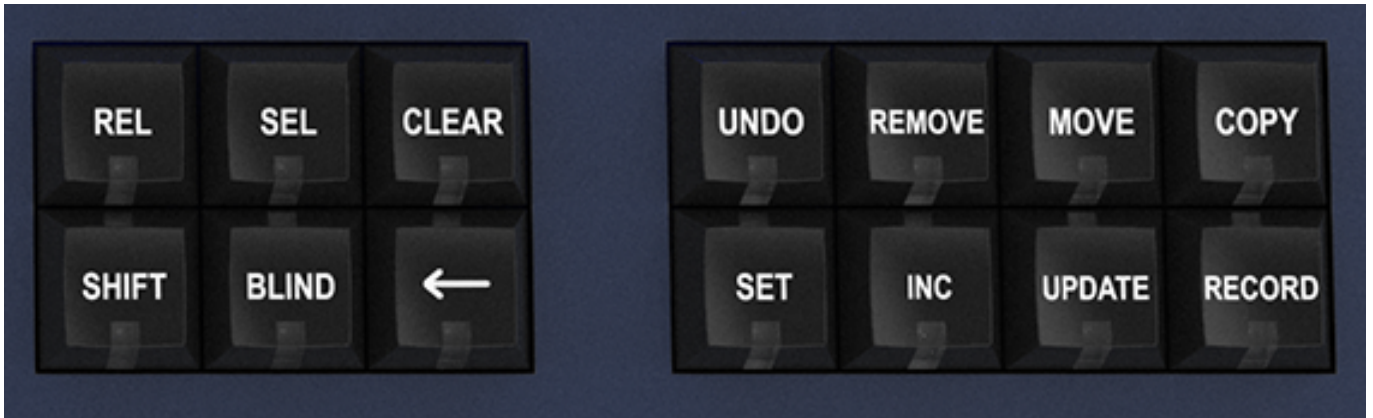 REL SEL CLEAR UNDO REMOVE MOVE COPY
SHIFT BLIND ← SET INC UPDATE RECORD